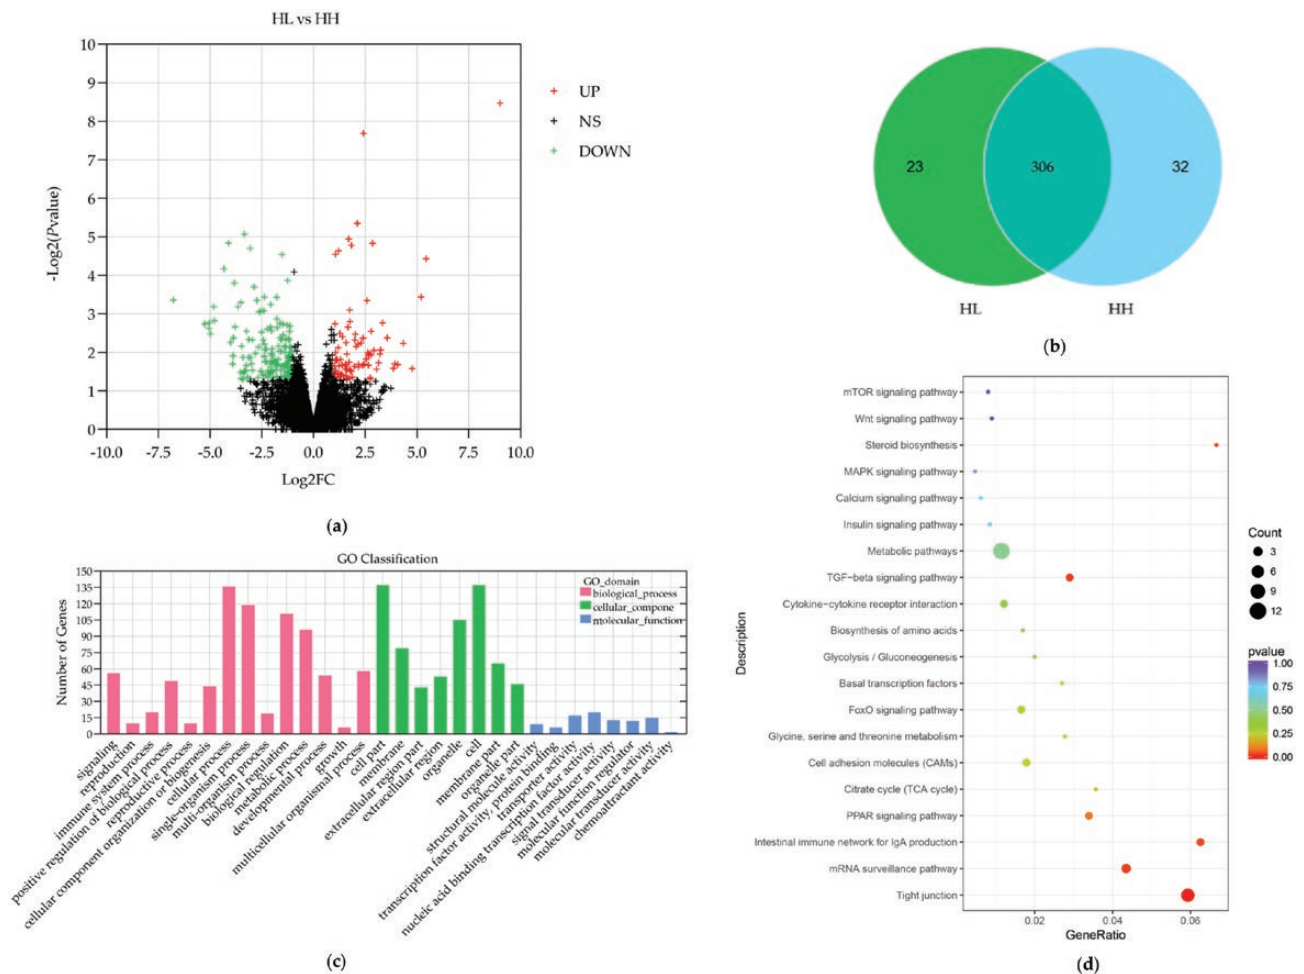 HL vs HH
10
9
8
7
6
5
4
3
2
1
0
-Log2(Pvalue)
-10.0
-7.5
-5.0
-2.5
0.0
2.5
5.0
7.5
10.0
Log2FC
UP
NS
DOWN
(a)
23
306
32
HL
HH
(b)
GO Classification
150
135
120
105
90
75
60
45
30
15
0
Number of Genes
GO_domain
biological_process
cellular_compone
molecular_function
signaling
reproduction
immune system process
positive regulation of biological process
reproductive process
cellular component organization or biogenesis
cellular process
single-organism process
multi-organism process
biological regulation
metabolic process
developmental process
growth
multicellular organismal process
cell part
membrane
extracellular region part
extracellular region
organelle
cell
membrane part
organelle part
structural molecule activity
transcription factor activity, protein binding
transporter activity
nucleic acid binding transcription factor activity
signal transducer activity
molecular function regulator
molecular transducer activity
chemoattractant activity
(c)
mTOR signaling pathway
Wnt signaling pathway
Steroid biosynthesis
MAPK signaling pathway
Calcium signaling pathway
Insulin signaling pathway
Metabolic pathways
TGF−beta signaling pathway
Cytokine−cytokine receptor interaction
Biosynthesis of amino acids
Glycolysis / Gluconeogenesis
Basal transcription factors
FoxO signaling pathway
Glycine, serine and threonine metabolism
Cell adhesion molecules (CAMs)
Citrate cycle (TCA cycle)
PPAR signaling pathway
Intestinal immune network for IgA production
mRNA surveillance pathway
Tight junction
Description
0.02
0.04
0.06
GeneRatio
Count
3
6
9
12
pvalue
1.00
0.75
0.50
0.25
0.00
(d)